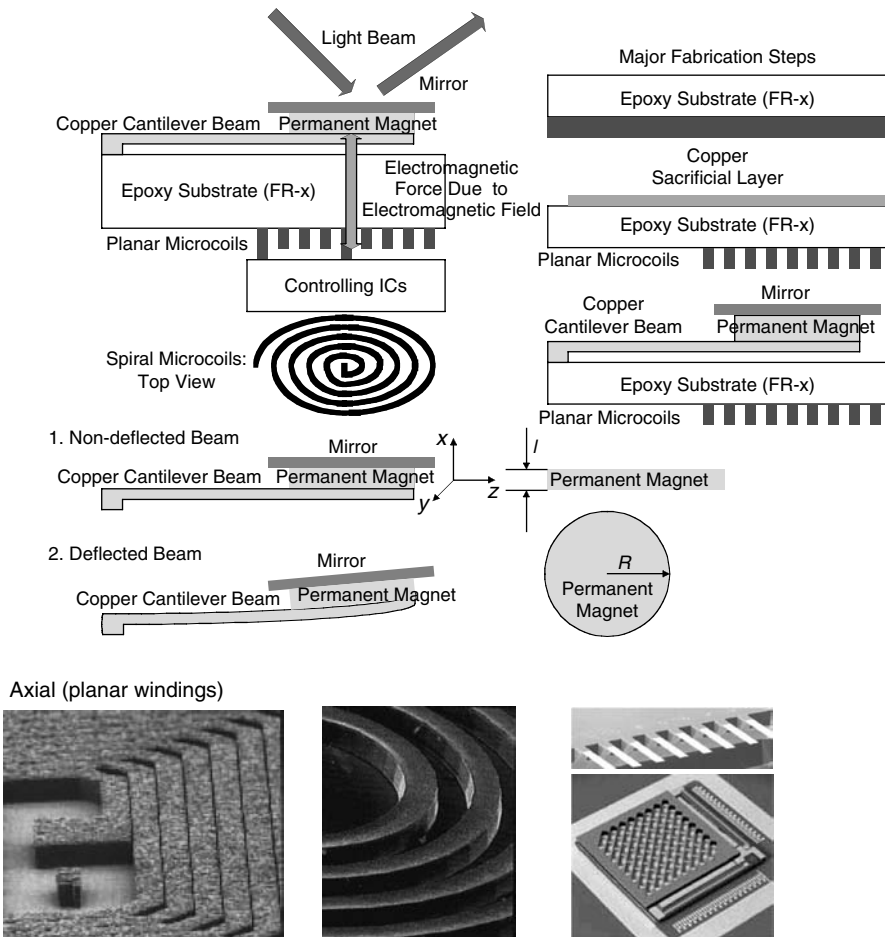 Light Beam
Mirror
Copper Cantilever Beam
Permanent Magnet
Electromagnetic
Force Due to
Electromagnetic Field
Epoxy Substrate (FR-x)
Planar Microcoils
Controlling ICs
Spiral Microcoils:
Top View
Major Fabrication Steps
Epoxy Substrate (FR-x)
Copper
Sacrificial Layer
Epoxy Substrate (FR-x)
Planar Microcoils
Copper
Cantilever Beam
Mirror
Permanent Magnet
Epoxy Substrate (FR-x)
Planar Microcoils
1. Non-deflected Beam
Mirror
Copper Cantilever Beam
Permanent Magnet
x
y
z
l
Permanent Magnet
2. Deflected Beam
Mirror
Copper Cantilever Beam
Permanent Magnet
R
Permanent
Magnet
Axial (planar windings)